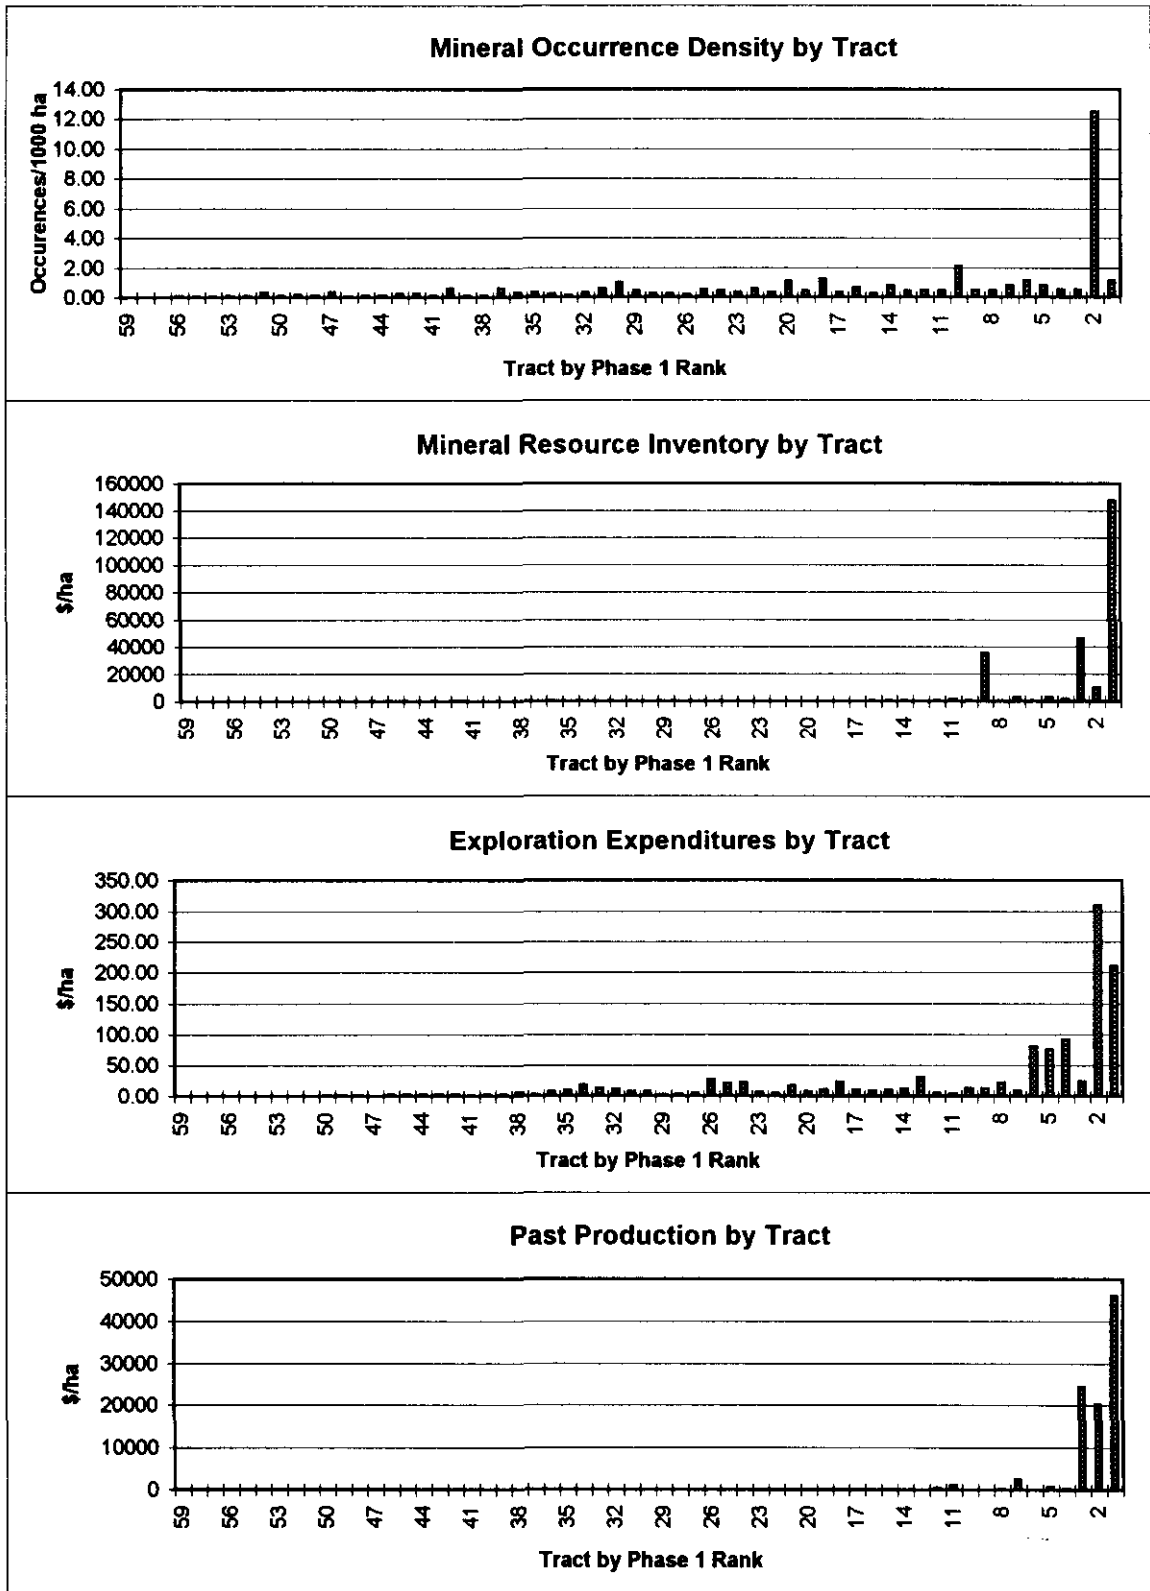 Mineral Occurrence Density by Tract
Occurences/1000 ha
14.00
12.00
10.00
8.00
6.00
4.00
2.00
0.00
59 56 53 50 47 44 41 38 35 32 29 26 23 20 17 14 11 8 5 2
Tract by Phase 1 Rank
Mineral Resource Inventory by Tract
$/ha
160000
140000
120000
100000
80000
60000
40000
20000
0
59 56 53 50 47 44 41 38 35 32 29 26 23 20 17 14 11 8 5 2
Tract by Phase 1 Rank
Exploration Expenditures by Tract
$/ha
350.00
300.00
250.00
200.00
150.00
100.00
50.00
0.00
59 56 53 50 47 44 41 38 35 32 29 26 23 20 17 14 11 8 5 2
Tract by Phase 1 Rank
Past Production by Tract
$/ha
50000
40000
30000
20000
10000
0
59 56 53 50 47 44 41 38 35 32 29 26 23 20 17 14 11 8 5 2
Tract by Phase 1 Rank